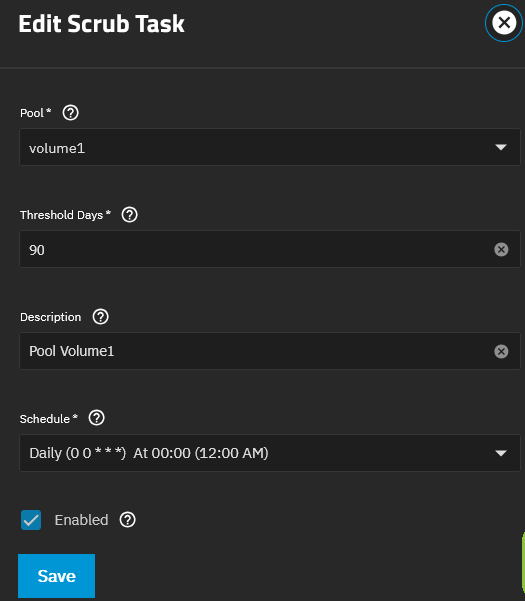 Edit Scrub Task
Pool *
volume1
Threshold Days *
90
Description
Pool Volume1
Schedule *
Daily (0 0 * * *) At 00:00 (12:00 AM)
Enabled
Save